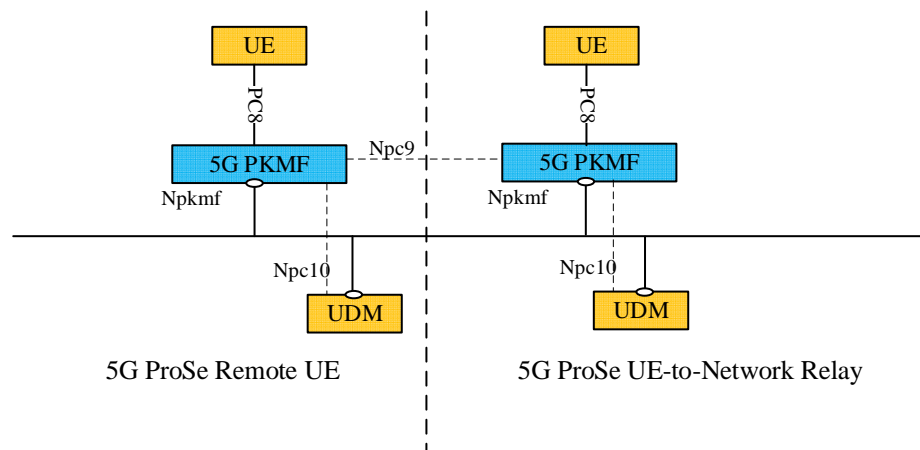 UE
UE
PC8
PC8
5G PKMF
Npc9
5G PKMF
Npkmf
Npkmf
Npc10
Npc10
UDM
UDM
5G ProSe Remote UE
5G ProSe UE-to-Network Relay